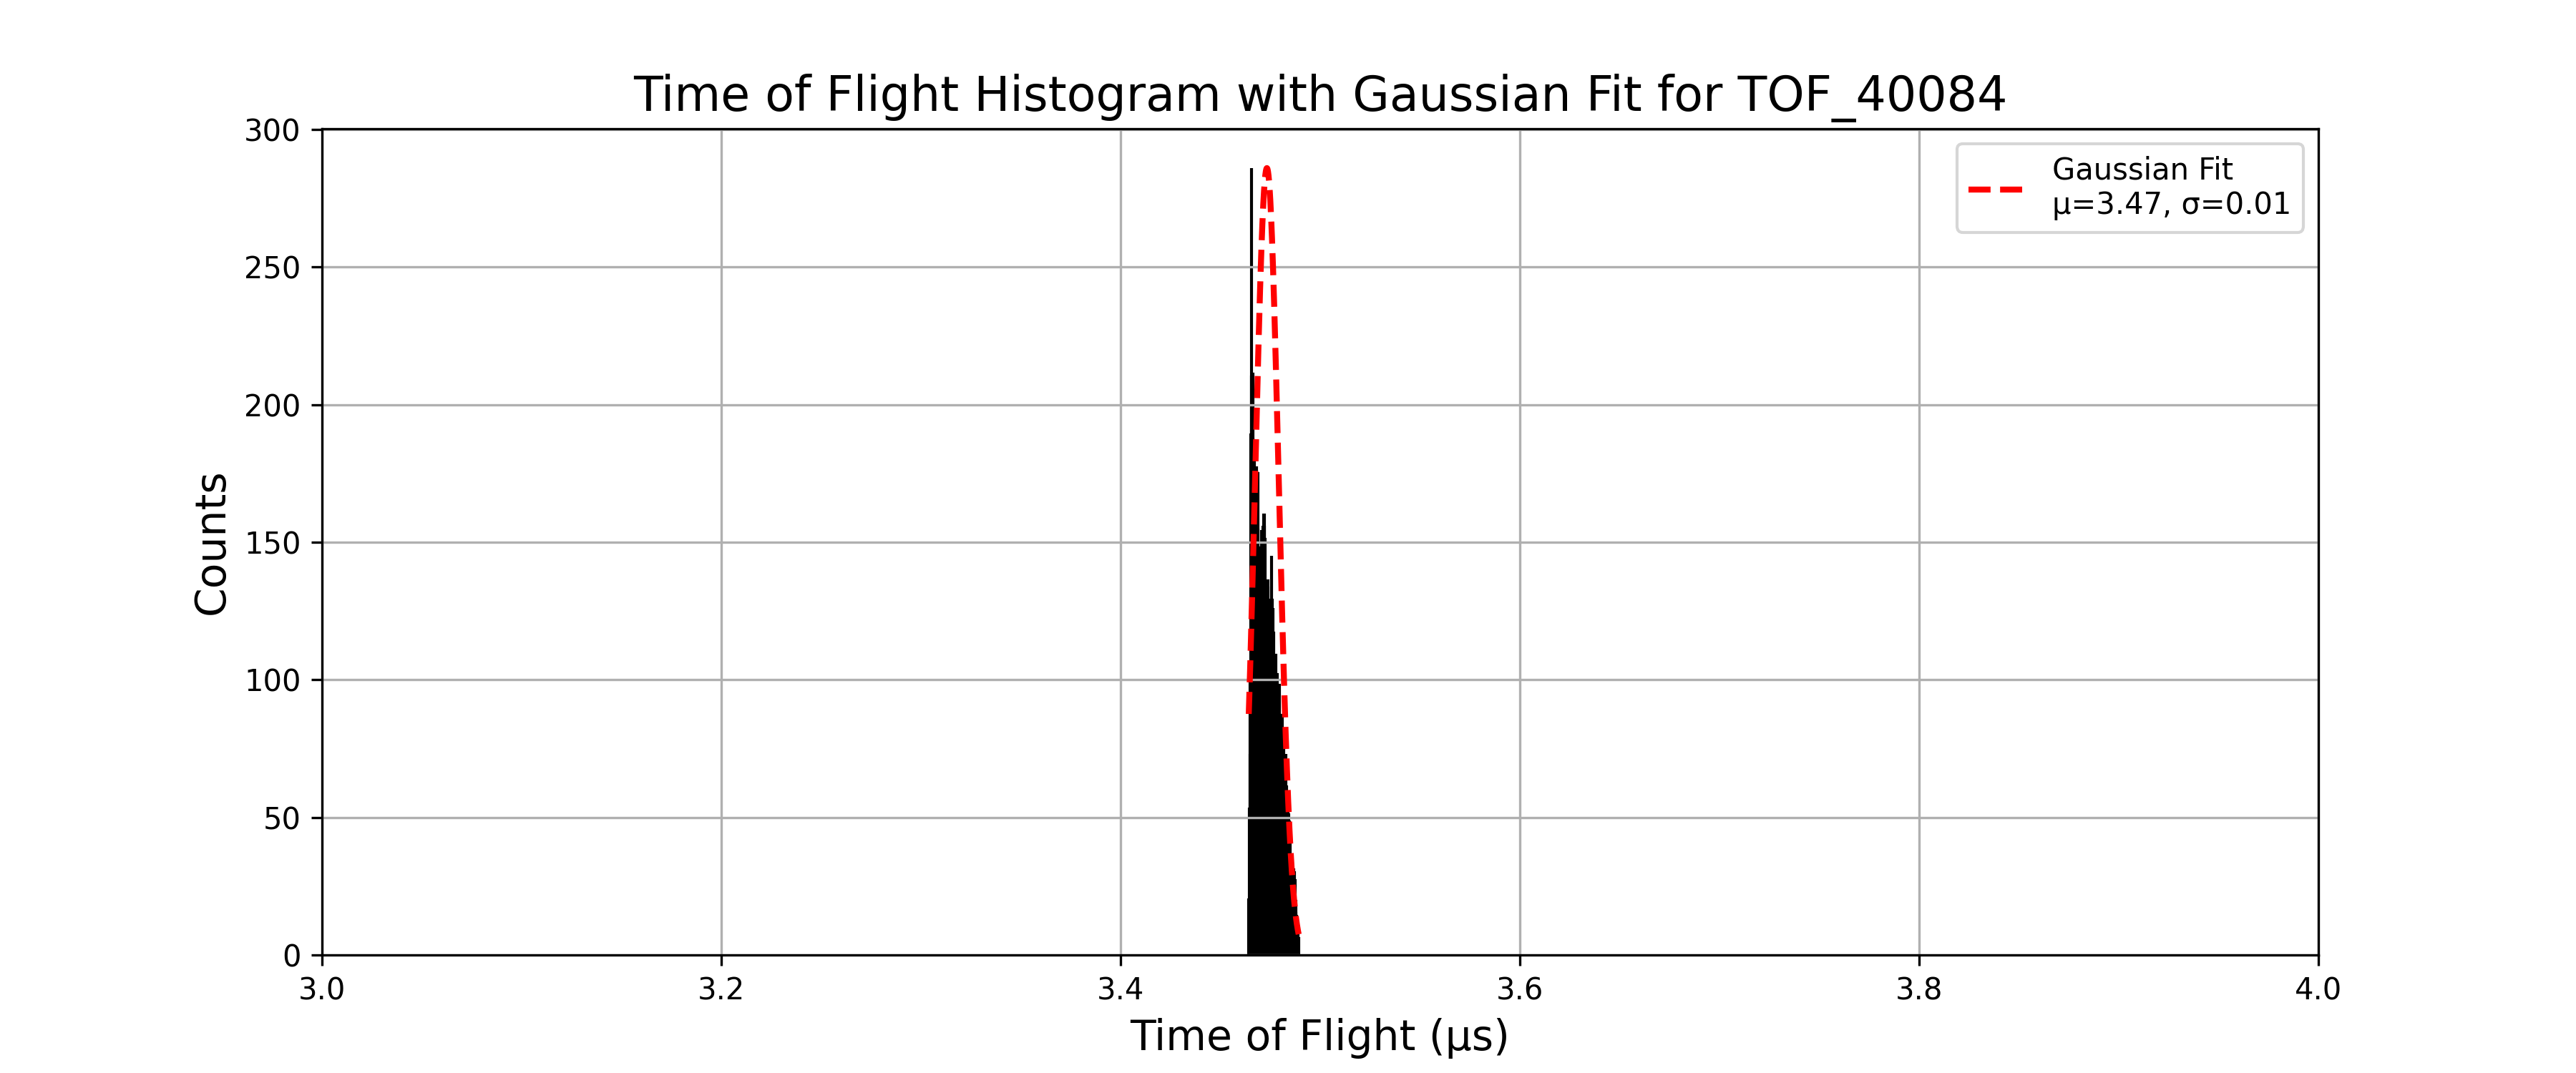 Time of Flight Histogram with Gaussian Fit for TOF_40084
300
250
200
150
100
50
0
Counts
3.0
3.2
3.4
3.6
3.8
4.0
Time of Flight (μs)
Gaussian Fit
μ=3.47, σ=0.01